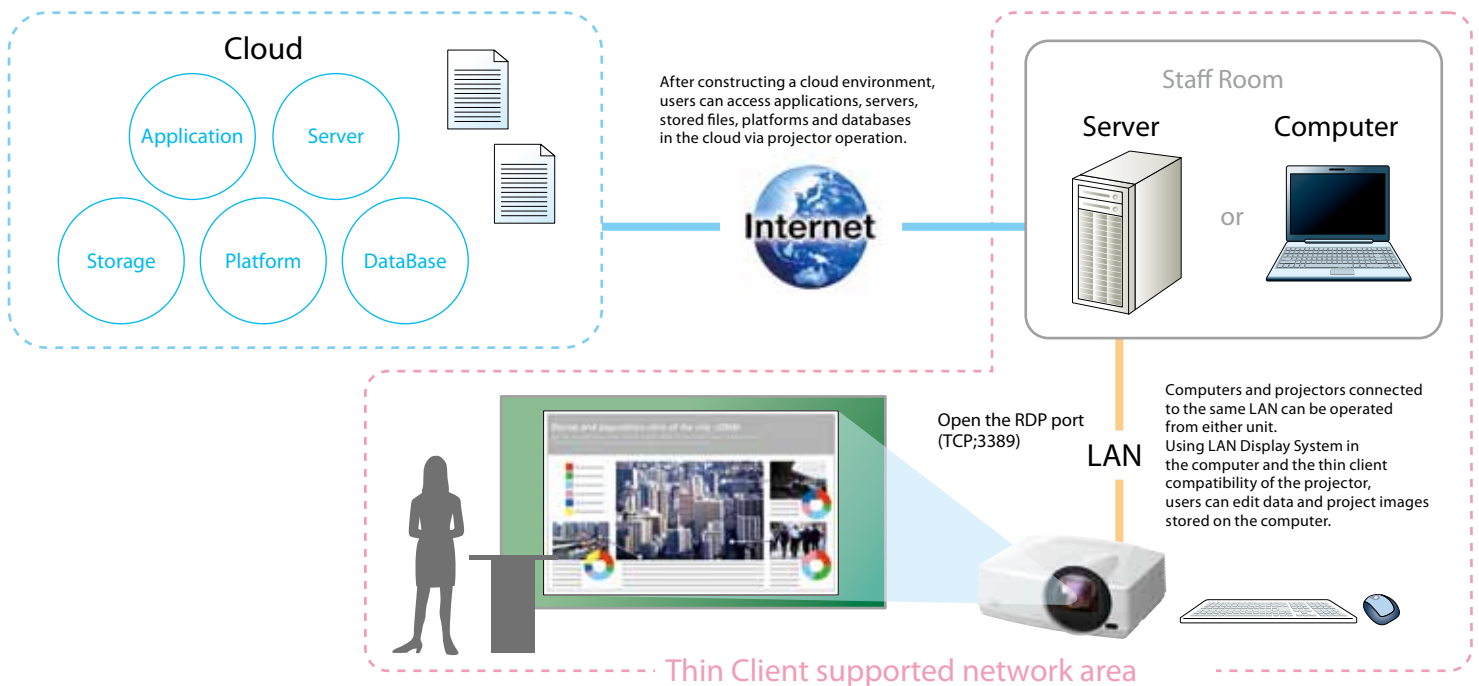 Cloud
Application
Server
Storage
Platform
DataBase
After constructing a cloud environment,
users can access applications, servers,
stored files, platforms and databases
in the cloud via projector operation.
Internet
Staff Room
Server
or
Computer
Open the RDP port
(TCP;3389)
LAN
Computers and projectors connected
to the same LAN can be operated
from either unit.
Using LAN Display System in
the computer and the thin client
compatibility of the projector,
users can edit data and project images
stored on the computer.
Thin Client supported network area